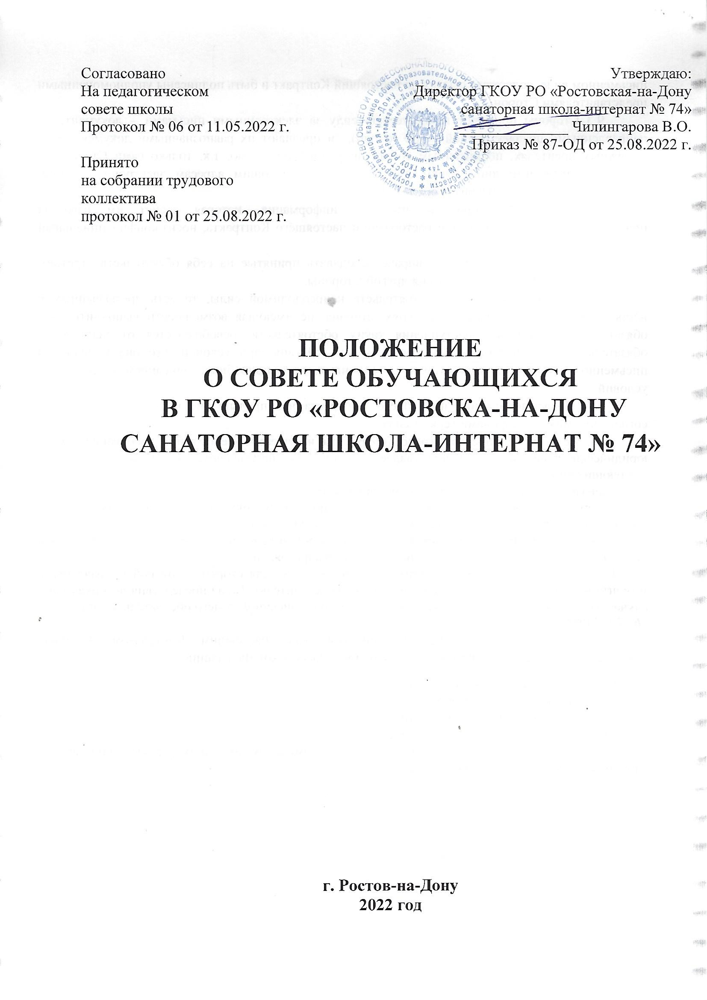 Согласовано
На педагогическом
совете школы
Протокол № 06 от 11.05.2022 г.
Принято
на собрании трудового
коллектива
протокол № 01 от 25.08.2022 г.
Утверждаю:
Директор ГКОУ РО «Ростовская-на-Дону
санаторная школа-интернат № 74»
Чилингарова В.О.
Приказ № 87-ОД от 25.08.2022 г.
ПОЛОЖЕНИЕ
О СОВЕТЕ ОБУЧАЮЩИХСЯ
В ГКОУ РО «РОСТОВСКА-НА-ДОНУ
САНАТОРНАЯ ШКОЛА-ИНТЕРНАТ № 74»
г. Ростов-на-Дону
2022 год